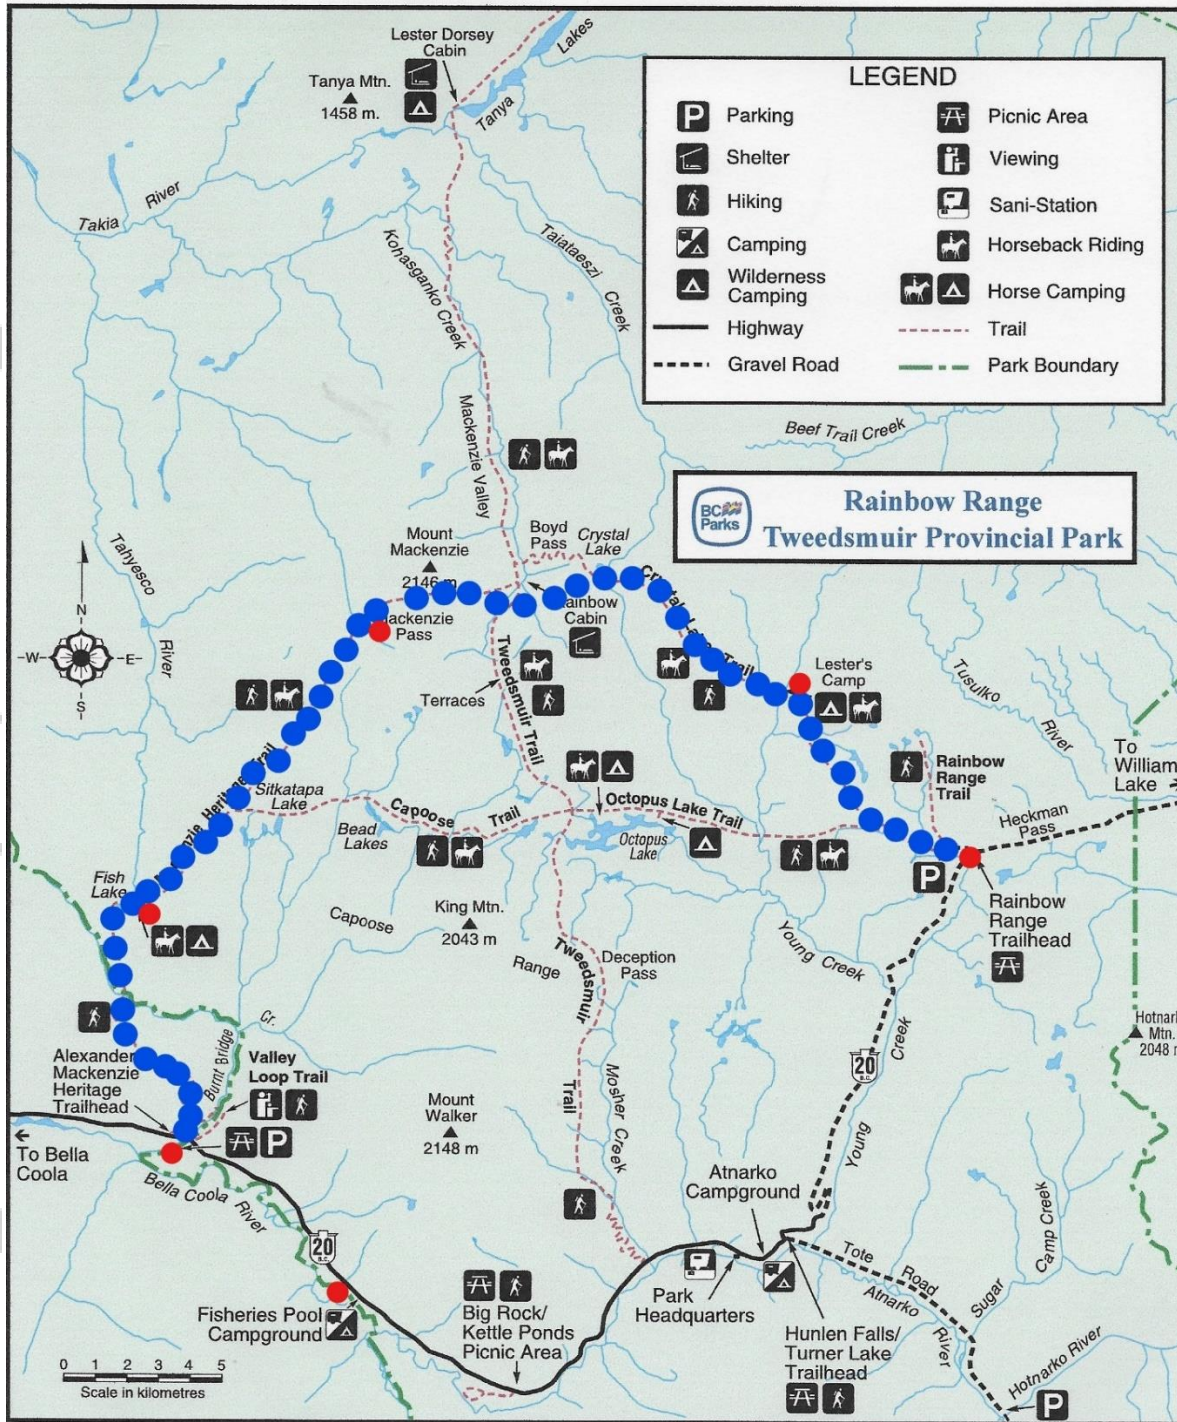 Lester Dorsey
Cabin
Lakes
Tanya Mtn.
1458 m.
Tanya
LEGEND
P Parking
Picnic Area
Shelter
Viewing
Hiking
Sani-Station
Camping
Horseback Riding
Wilderness
Camping
Horse Camping
Highway
Trail
Gravel Road
Park Boundary
Takia River
Kohasganko Creek
Taiataeszi Creek
Beef Trail Creek
Mackenzie Valley
BC
Parks
Rainbow Range
Tweedsmuir Provincial Park
Boyd
Pass
Crystal
Lake
Mount
Mackenzie
2146 m
Tahyesco River
N
W
E
S
Pass
Cabin
Tweedsmuir Trail
Terraces
Lester's
Camp
Tusulko River
To
William
Lake
Rainbow
Range
Trail
Heckman
Pass
Heritage Trail
Sitkatapa
Lake
Capoose Trail
Octopus Lake Trail
Bead
Lakes
Octopus
Lake
Fish
Lake
P
Rainbow
Range
Trailhead
King Mtn.
2043 m
Capoose Range
Deception
Pass
Young Creek
Tweedsmuir Trail
Hotnark
Mtn.
2048 m
Burnt Bridge Cr.
Alexander
Mackenzie
Heritage
Trailhead
Valley
Loop Trail
P
Mount
Walker
2148 m
Mosher Creek
20
B.C.
Young Creek
To Bella
Coola
Bella Coola River
20
B.C.
Atnarko
Campground
Camp Creek
Tote Road
Sugar
Atnarko River
Park
Headquarters
Fisheries Pool
Campground
Big Rock/
Kettle Ponds
Picnic Area
Hunlen Falls/
Turner Lake
Trailhead
Hotnarko River
P
0 1 2 3 4 5
Scale in kilometres